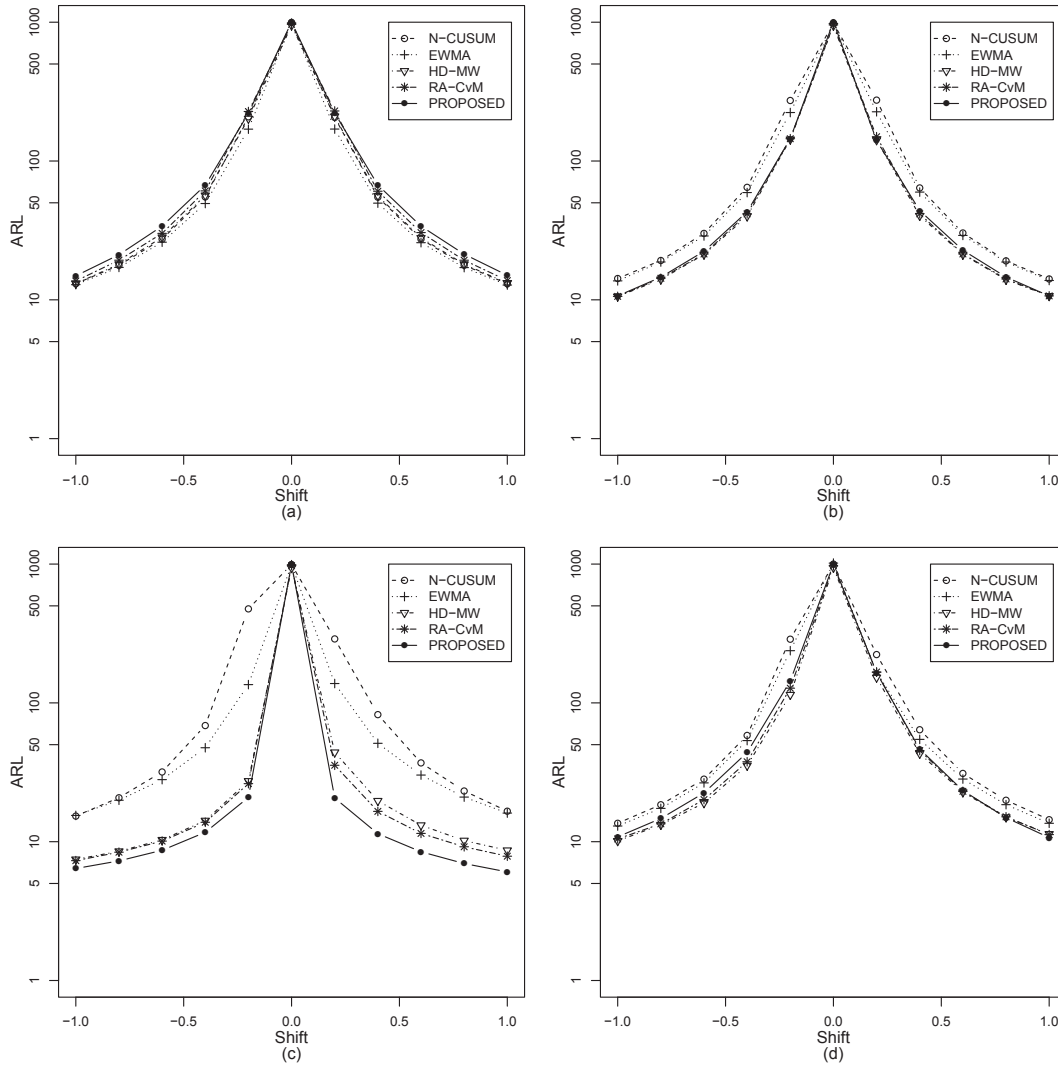 1000
500
100
50
10
5
1
ARL
N−CUSUM
EWMA
HD−MW
RA−CvM
PROPOSED
−1.0 −0.5 0.0 0.5 1.0
Shift
(a)
1000
500
100
50
10
5
1
ARL
N−CUSUM
EWMA
HD−MW
RA−CvM
PROPOSED
−1.0 −0.5 0.0 0.5 1.0
Shift
(b)
1000
500
100
50
10
5
1
ARL
N−CUSUM
EWMA
HD−MW
RA−CvM
PROPOSED
−1.0 −0.5 0.0 0.5 1.0
Shift
(c)
1000
500
100
50
10
5
1
ARL
N−CUSUM
EWMA
HD−MW
RA−CvM
PROPOSED
−1.0 −0.5 0.0 0.5 1.0
Shift
(d)